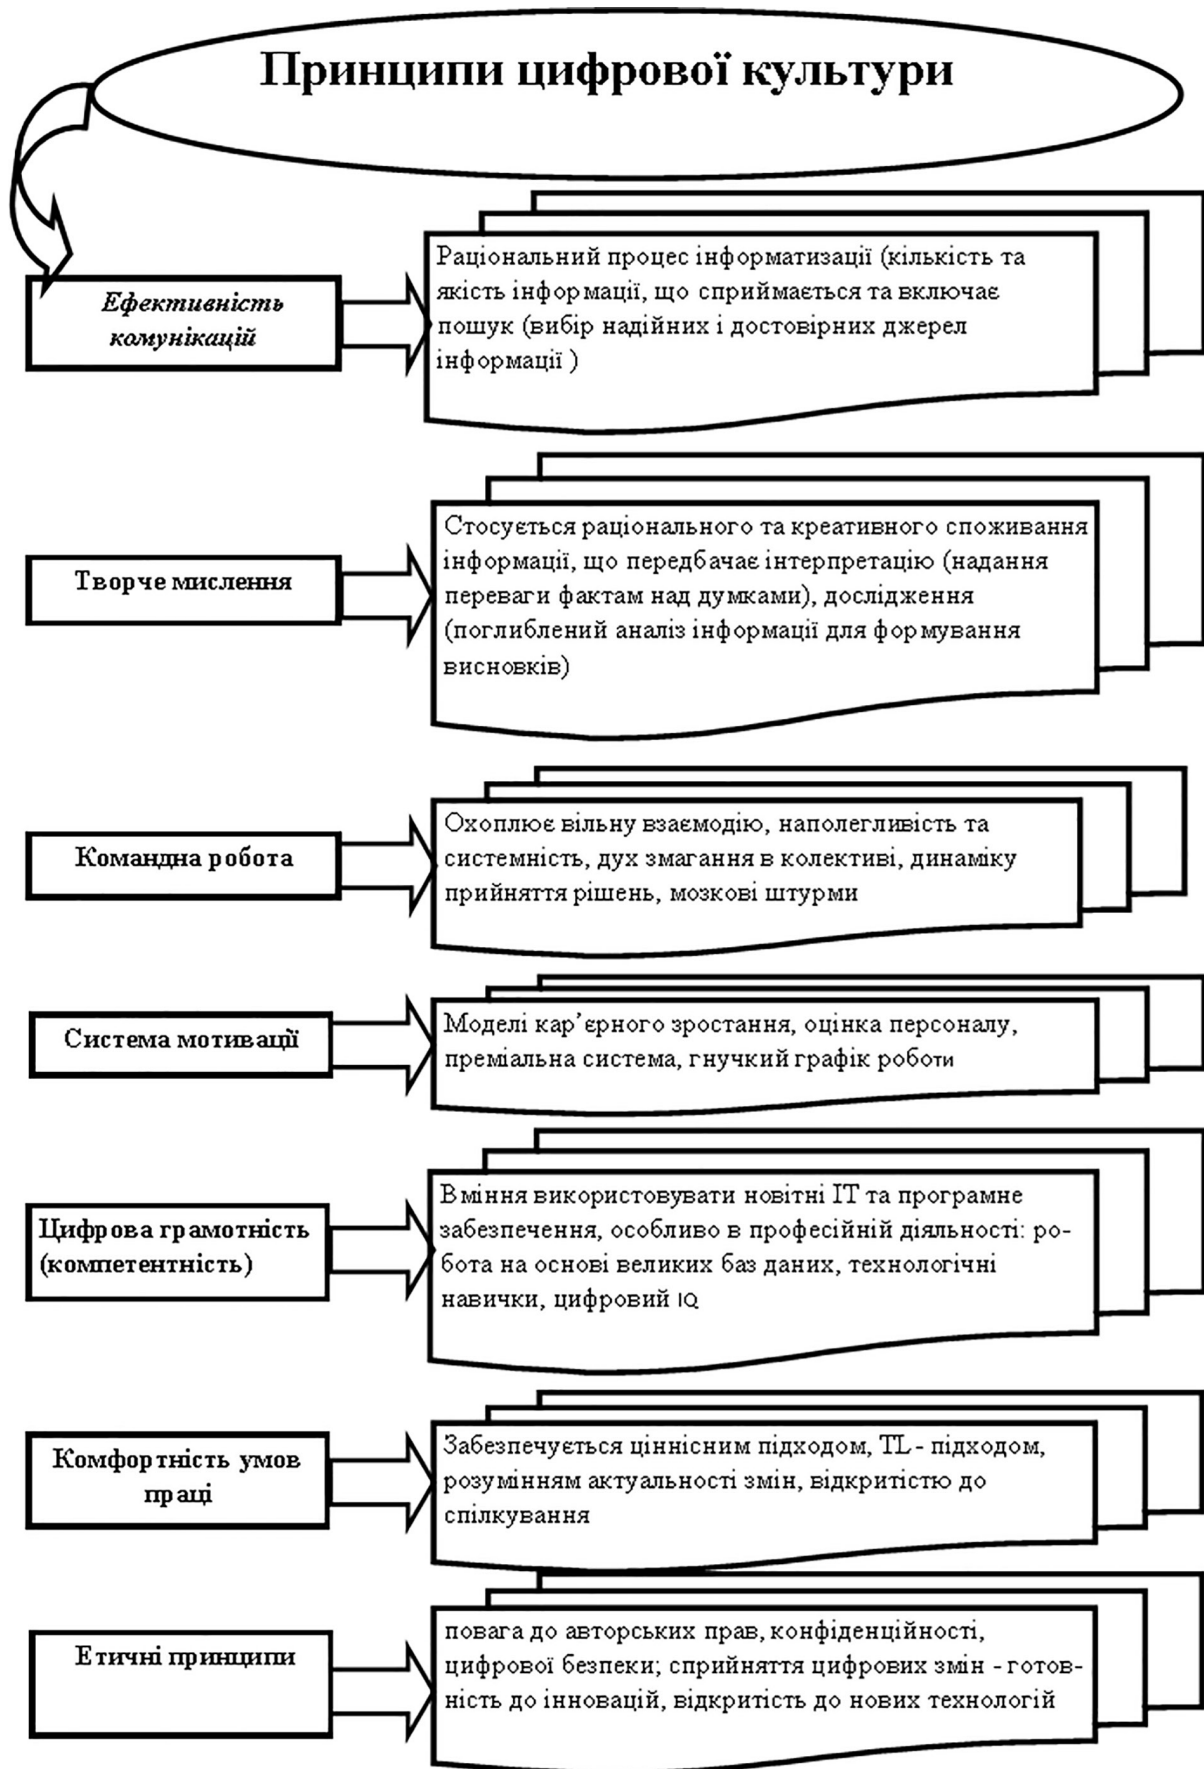 Принципи цифрової культури
Ефективність
комунікацій
Раціональний процес інформатизації (кількість та
якість інформації, що сприймається та включає
пошук (вибір надійних і достовірних джерел
інформації )
Творче мислення
Стосується раціонального та креативного споживання
інформації, що передбачає інтерпретацію (надання
переваги фактам над думками), дослідження
(поглиблений аналіз інформації для формування
висновків)
Командна робота
Охоплює вільну взаємодію, наполегливість та
системність, дух змагання в колективі, динаміку
прийняття рішень, мозкові штурми
Система мотивації
Моделі кар’єрного зростання, оцінка персоналу,
преміальна система, гнучкий графік роботи
Цифрова грамотність
(компетентність)
Вміння використовувати новітні ІТ та програмне
забезпечення, особливо в професійній діяльності: ро-
бота на основі великих баз даних, технологічні
навички, цифровий IQ
Комфортність умов
праці
Забезпечується ціннісним підходом, TL - підходом,
розумінням актуальності змін, відкритістю до
спілкування
Етичні принципи
повага до авторських прав, конфіденційності,
цифрової безпеки; сприйняття цифрових змін - готов-
ність до інновацій, відкритість до нових технологій